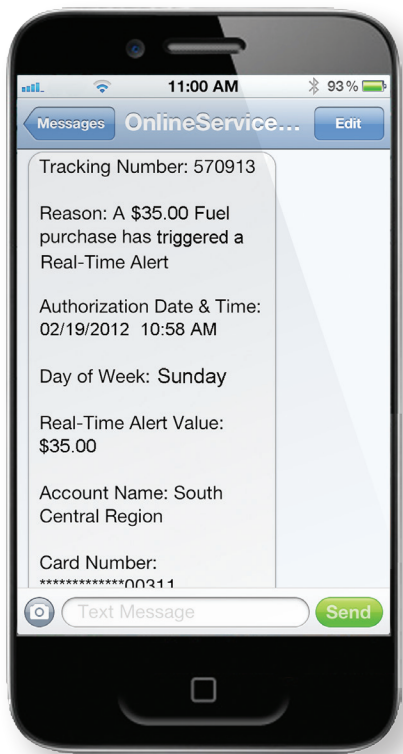 11:00 AM 93%
Messages OnlineService... Edit
Tracking Number: 570913
Reason: A $35.00 Fuel
purchase has triggered a
Real-Time Alert
Authorization Date & Time:
02/19/2012 10:58 AM
Day of Week: Sunday
Real-Time Alert Value:
$35.00
Account Name: South
Central Region
Card Number:
*************00311
Text Message Send